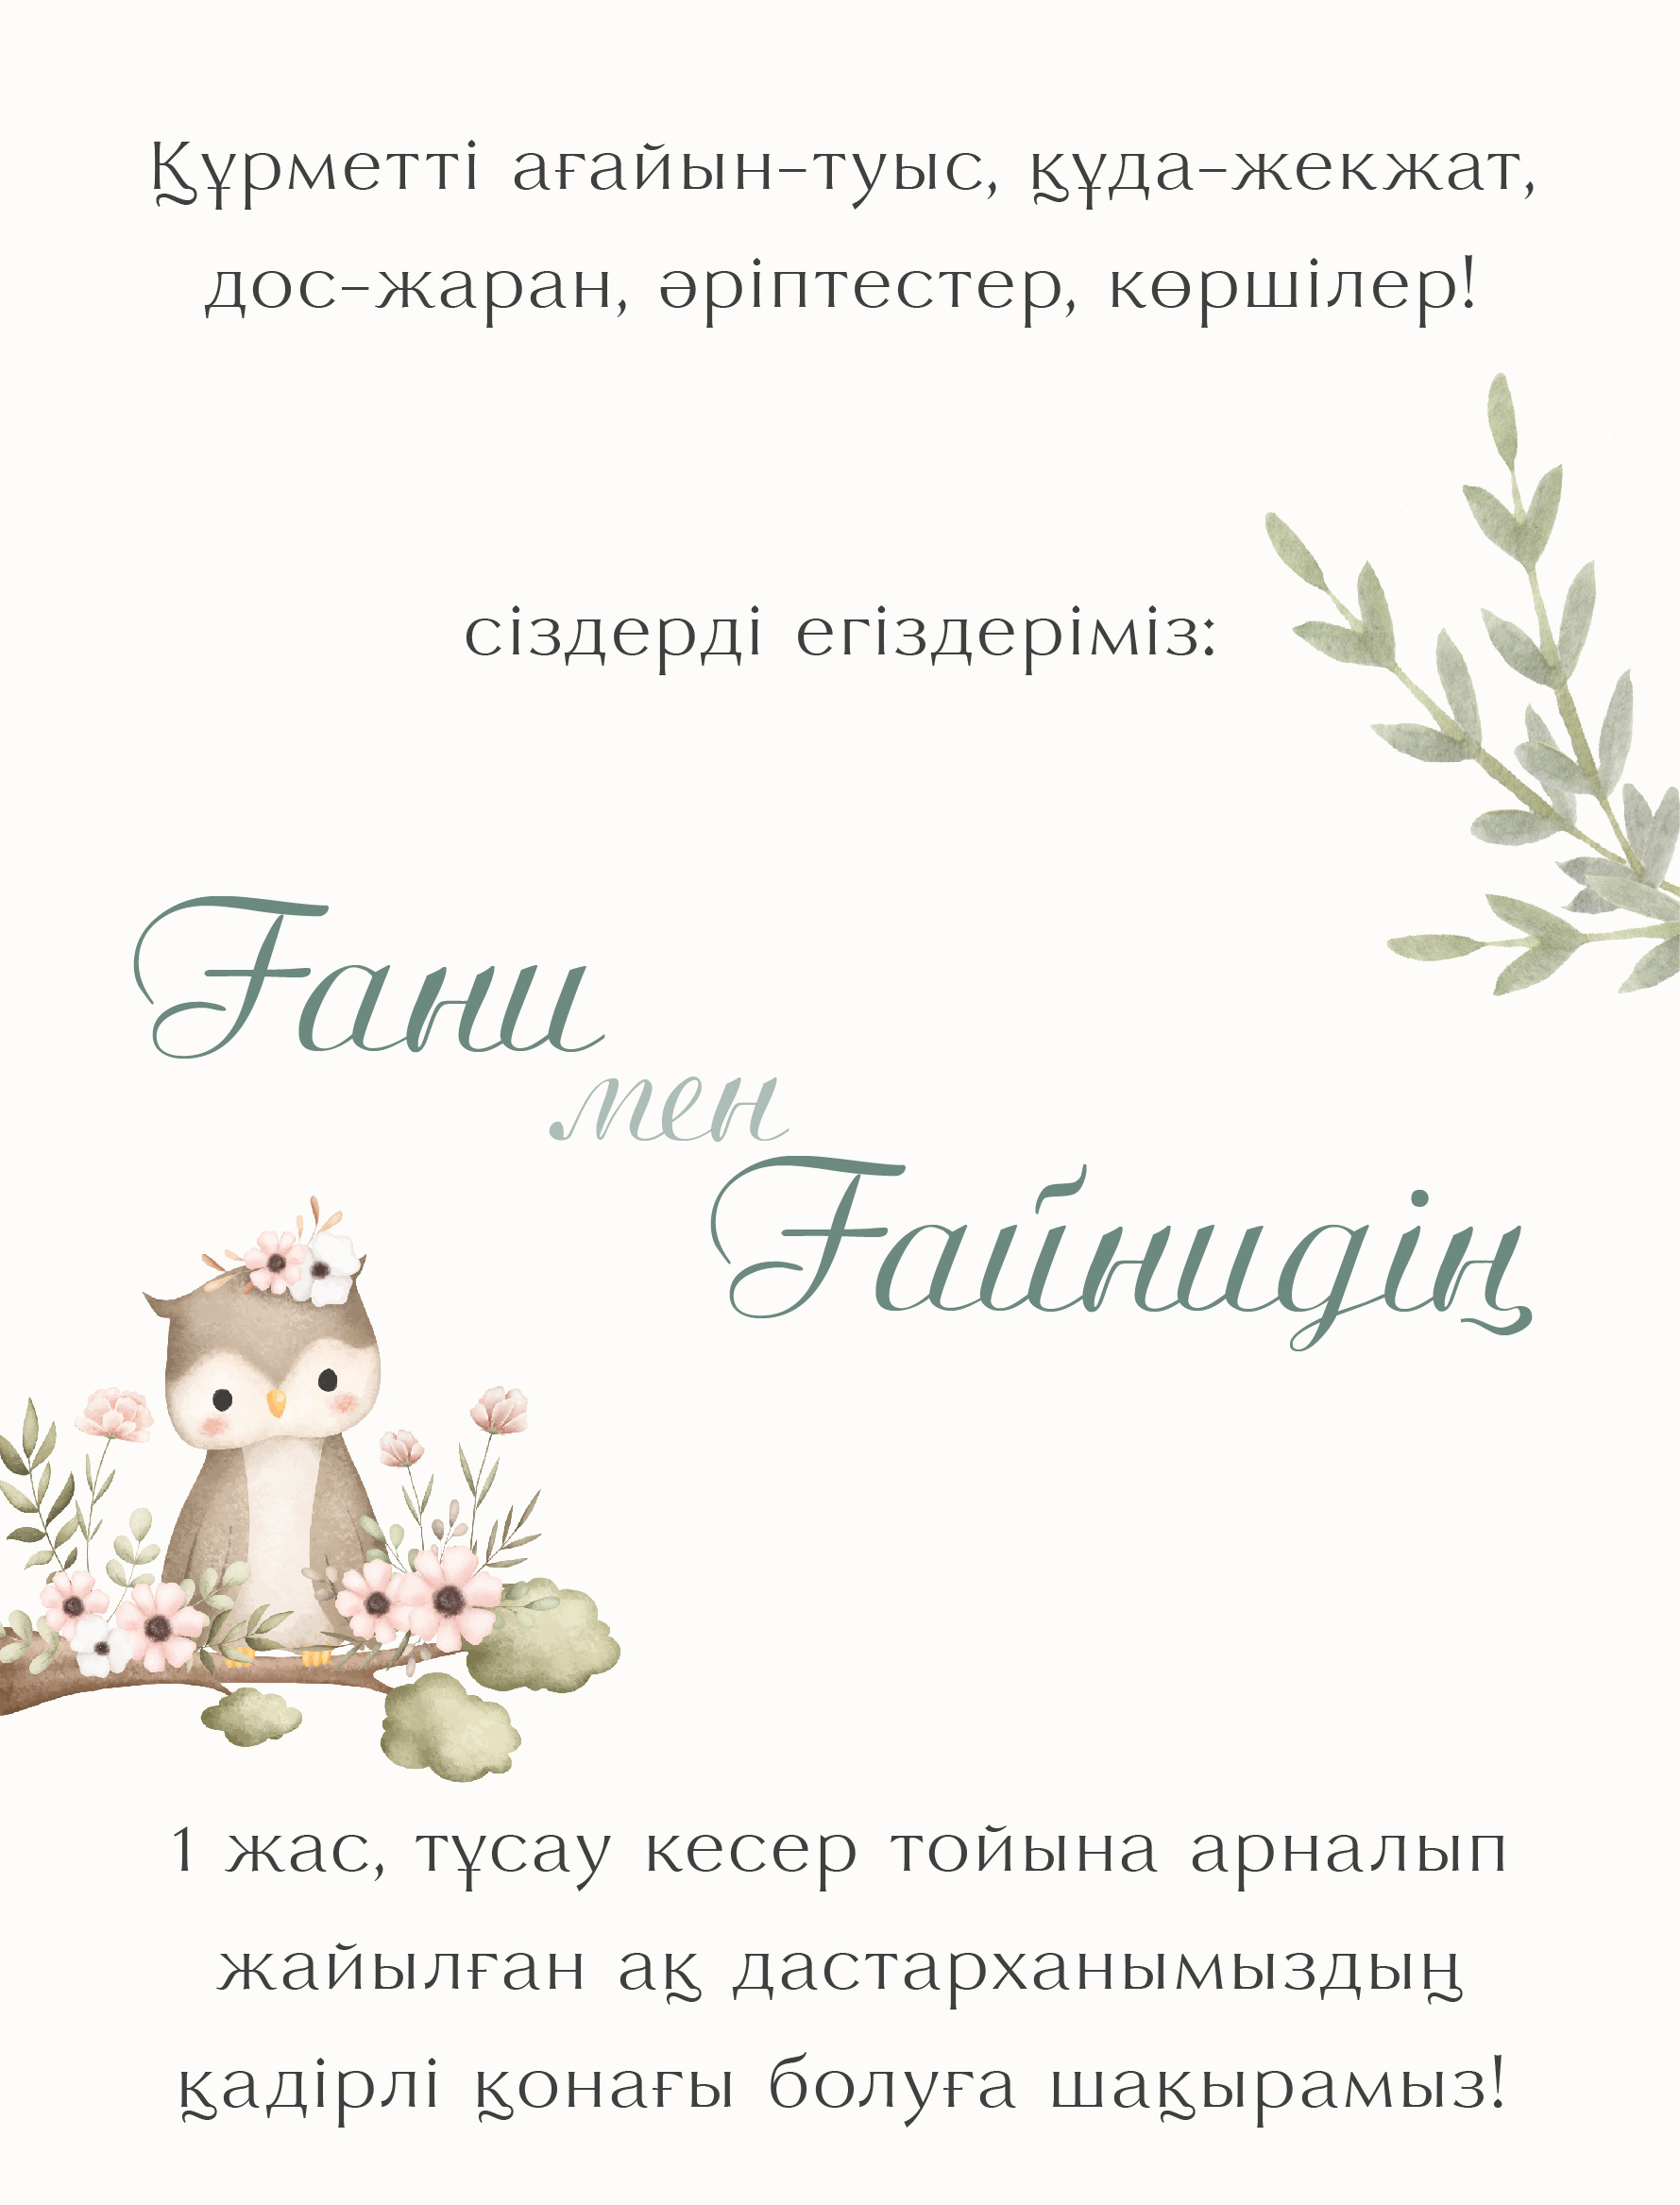 Құрметті ағайын-туыс, құда-жекжат,
дос-жаран, әріптестер, көршілер!
сіздерді егіздеріміз:
Ғани
мен
Ғайнидің
1 жас, тұсау кесер тойына арналып
жайылған ақ дастарханымыздың
қадірлі қонағы болуға шақырамыз!